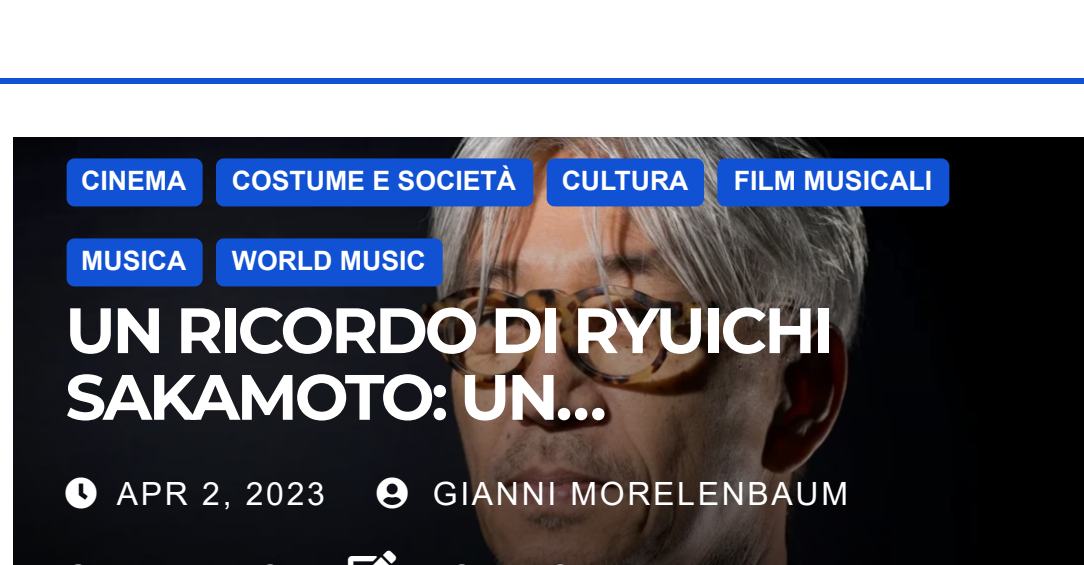 CINEMA COSTUME E SOCIETÀ CULTURA FILM MUSICALI
MUSICA WORLD MUSIC
UN RICORDO DI RYUICHI
SAKAMOTO: UN...
APR 2, 2023 GIANNI MORELENBAUM